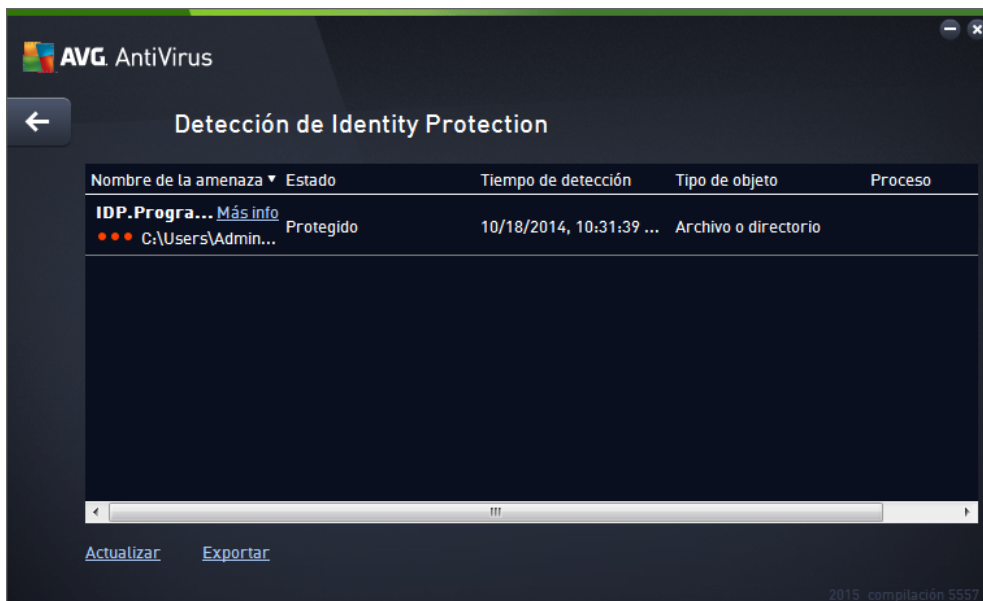 AVG. AntiVirus
Detección de Identity Protection
Nombre de la amenaza ▼ Estado Tiempo de detección Tipo de objeto Proceso
IDP.Progra... Más info
Protegido 10/18/2014, 10:31:39 ... Archivo o directorio
C:\Users\Admin...
Actualizar Exportar
2015 compilación 5557